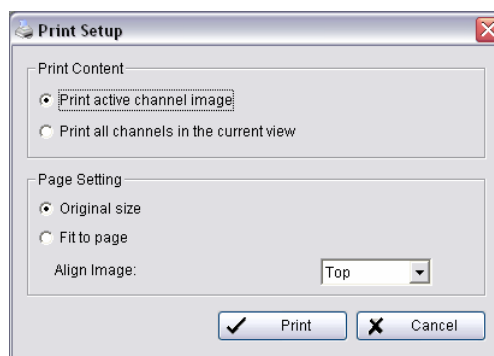 Print Setup
Print Content
Print active channel image
Print all channels in the current view
Page Setting
Original size
Fit to page
Align Image: Top
Print Cancel